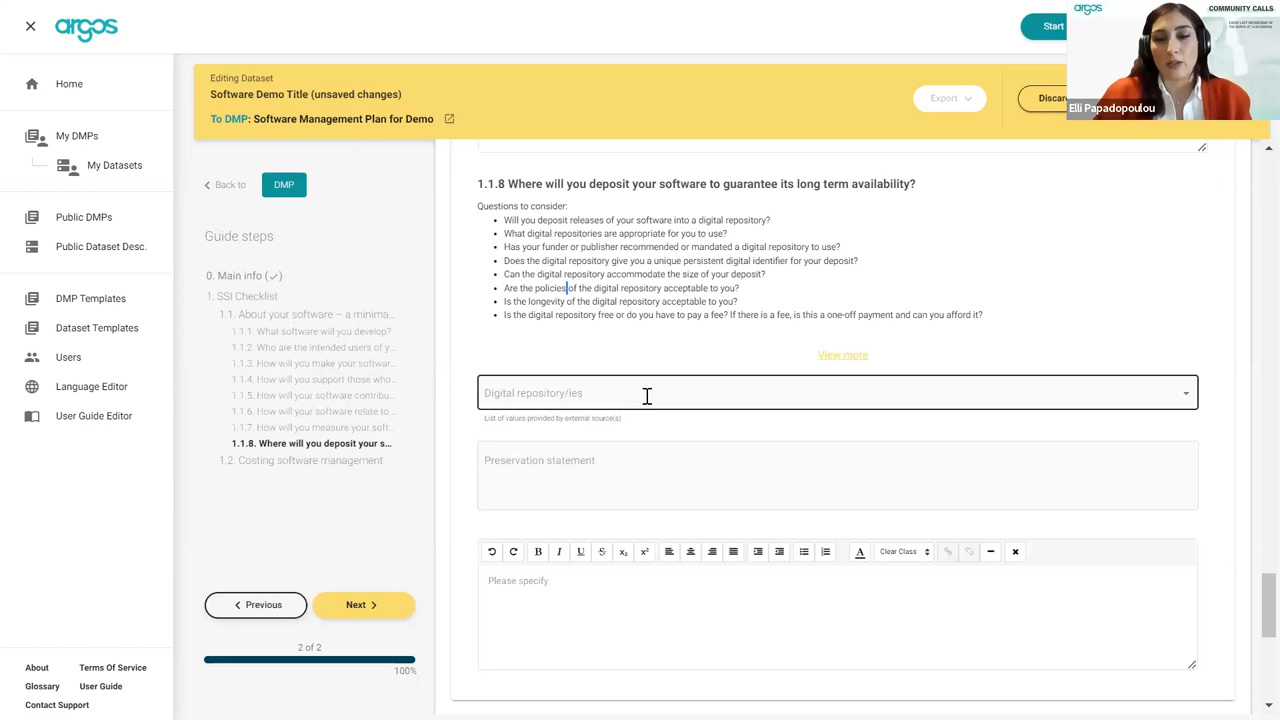 argos
Start
argos
COMMUNITY CALLS
Elli Papadopoulou
Home
My DMPs
My Datasets
Public DMPs
Public Dataset Desc.
DMP Templates
Dataset Templates
Users
Language Editor
User Guide Editor
About
Terms Of Service
Glossary
User Guide
Contact Support
Editing Dataset
Software Demo Title (unsaved changes)
To DMP: Software Management Plan for Demo
Export
Discar
Back to
DMP
Guide steps
0. Main info (✓)
1. SSI Checklist
1.1. About your software – a minima...
1.1.1. What software will you develop?
1.1.2. Who are the intended users of y...
1.1.3. How will you make your softwar...
1.1.4. How will you support those who...
1.1.5. How will your software contribu...
1.1.6. How will your software relate to ...
1.1.7. How will you measure your soft...
1.1.8. Where will you deposit your s...
1.2. Costing software management
Previous
Next
2 of 2
100%
1.1.8 Where will you deposit your software to guarantee its long term availability?
Questions to consider:
• Will you deposit releases of your software into a digital repository?
• What digital repositories are appropriate for you to use?
• Has your funder or publisher recommended or mandated a digital repository to use?
• Does the digital repository give you a unique persistent digital identifier for your deposit?
• Can the digital repository accommodate the size of your deposit?
• Are the policies of the digital repository acceptable to you?
• Is the longevity of the digital repository acceptable to you?
• Is the digital repository free or do you have to pay a fee? If there is a fee, is this a one-off payment and can you afford it?
View more
Digital repository/ies
List of values provided by external source(s)
Preservation statement
B I U S x₂ x² A Clear Class
Please specify